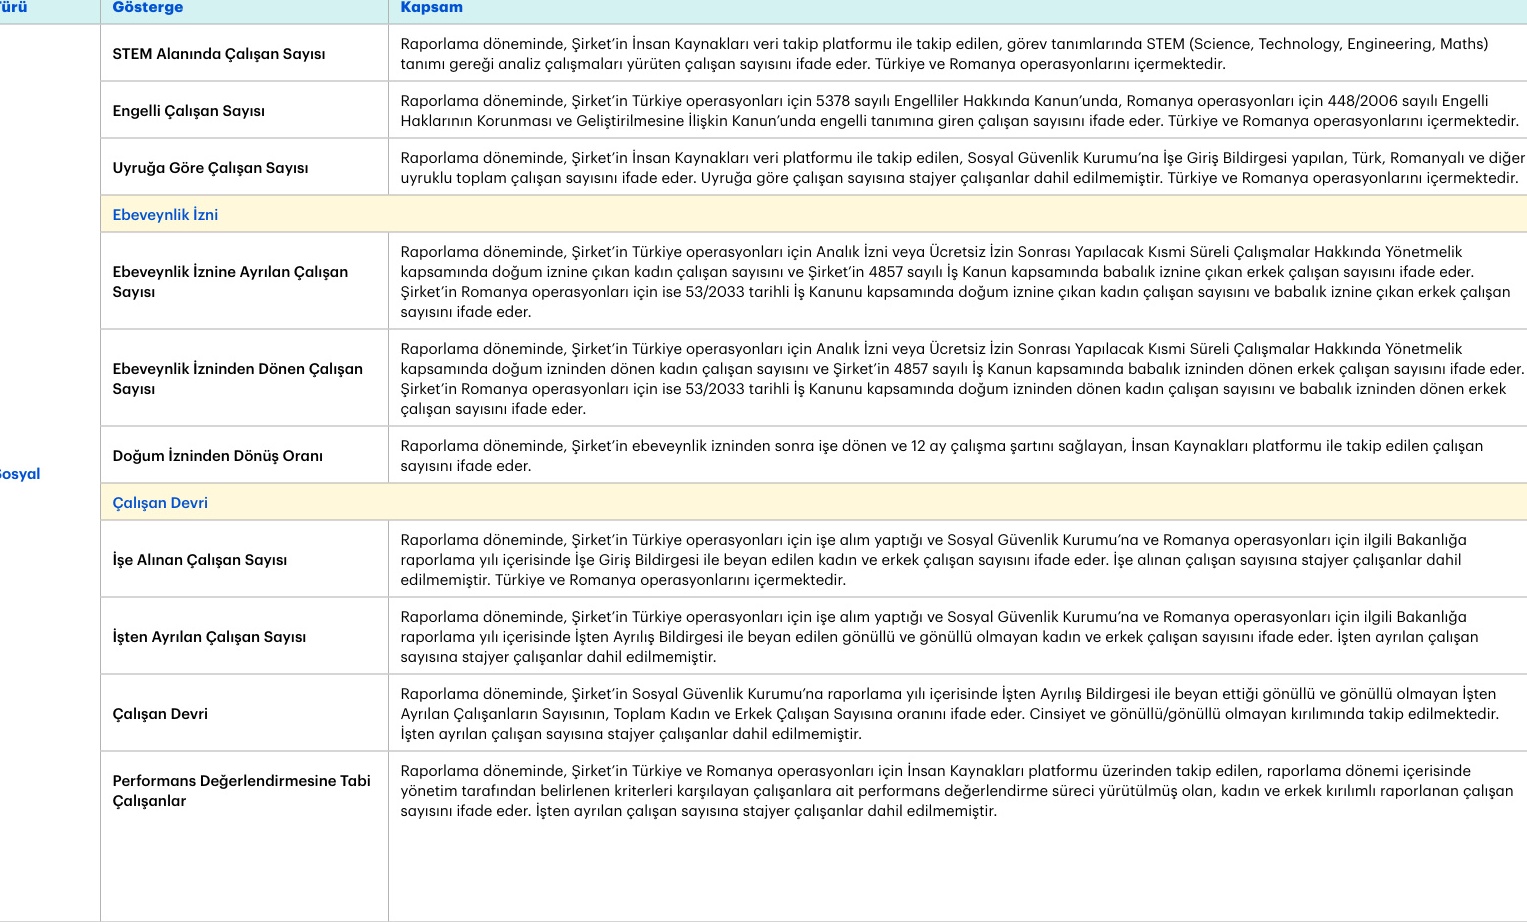 Türü Gösterge Kapsam
STEM Alanında Çalışan Sayısı
Raporlama döneminde, Şirket’in İnsan Kaynakları veri takip platformu ile takip edilen, görev tanımlarında STEM (Science, Technology, Engineering, Maths)
tanımı gereği analiz çalışmaları yürüten çalışan sayısını ifade eder. Türkiye ve Romanya operasyonlarını içermektedir.
Engelli Çalışan Sayısı
Raporlama döneminde, Şirket’in Türkiye operasyonları için 5378 sayılı Engelliler Hakkında Kanun’unda, Romanya operasyonları için 448/2006 sayılı Engelli
Haklarının Korunması ve Geliştirilmesine İlişkin Kanun’unda engelli tanımına giren çalışan sayısını ifade eder. Türkiye ve Romanya operasyonlarını içermektedir.
Uyruğa Göre Çalışan Sayısı
Raporlama döneminde, Şirket’in İnsan Kaynakları veri platformu ile takip edilen, Sosyal Güvenlik Kurumu’na İşe Giriş Bildirgesi yapılan, Türk, Romanyalı ve diğer
uyruklu toplam çalışan sayısını ifade eder. Uyruğa göre çalışan sayısına stajyer çalışanlar dahil edilmemiştir. Türkiye ve Romanya operasyonlarını içermektedir.
Ebeveynlik İzni
Ebeveynlik İznine Ayrılan Çalışan
Sayısı
Raporlama döneminde, Şirket’in Türkiye operasyonları için Analık İzni veya Ücretsiz İzin Sonrası Yapılacak Kısmi Süreli Çalışmalar Hakkında Yönetmelik
kapsamında doğum iznine çıkan kadın çalışan sayısını ve Şirket’in 4857 sayılı İş Kanun kapsamında babalık iznine çıkan erkek çalışan sayısını ifade eder.
Şirket’in Romanya operasyonları için ise 53/2033 tarihli İş Kanunu kapsamında doğum iznine çıkan kadın çalışan sayısını ve babalık iznine çıkan erkek çalışan
sayısını ifade eder.
Ebeveynlik İzninden Dönen Çalışan
Sayısı
Raporlama döneminde, Şirket’in Türkiye operasyonları için Analık İzni veya Ücretsiz İzin Sonrası Yapılacak Kısmi Süreli Çalışmalar Hakkında Yönetmelik
kapsamında doğum izninden dönen kadın çalışan sayısını ve Şirket’in 4857 sayılı İş Kanun kapsamında babalık izninden dönen erkek çalışan sayısını ifade eder.
Şirket’in Romanya operasyonları için ise 53/2033 tarihli İş Kanunu kapsamında doğum izninden dönen kadın çalışan sayısını ve babalık izninden dönen erkek
çalışan sayısını ifade eder.
Doğum İzninden Dönüş Oranı
Raporlama döneminde, Şirket’in ebeveynlik izninden sonra işe dönen ve 12 ay çalışma şartını sağlayan, İnsan Kaynakları platformu ile takip edilen çalışan
sayısını ifade eder.
Sosyal
Çalışan Devri
İşe Alınan Çalışan Sayısı
Raporlama döneminde, Şirket’in Türkiye operasyonları için işe alım yaptığı ve Sosyal Güvenlik Kurumu’na ve Romanya operasyonları için ilgili Bakanlığa
raporlama yılı içerisinde İşe Giriş Bildirgesi ile beyan edilen kadın ve erkek çalışan sayısını ifade eder. İşe alınan çalışan sayısına stajyer çalışanlar dahil
edilmemiştir. Türkiye ve Romanya operasyonlarını içermektedir.
İşten Ayrılan Çalışan Sayısı
Raporlama döneminde, Şirket’in Türkiye operasyonları için işe alım yaptığı ve Sosyal Güvenlik Kurumu’na ve Romanya operasyonları için ilgili Bakanlığa
raporlama yılı içerisinde İşten Ayrılış Bildirgesi ile beyan edilen gönüllü ve gönüllü olmayan kadın ve erkek çalışan sayısını ifade eder. İşten ayrılan çalışan
sayısına stajyer çalışanlar dahil edilmemiştir.
Çalışan Devri
Raporlama döneminde, Şirket’in Sosyal Güvenlik Kurumu’na raporlama yılı içerisinde İşten Ayrılış Bildirgesi ile beyan ettiği gönüllü ve gönüllü olmayan İşten
Ayrılan Çalışanların Sayısının, Toplam Kadın ve Erkek Çalışan Sayısına oranını ifade eder. Cinsiyet ve gönüllü/gönüllü olmayan kırılımında takip edilmektedir.
İşten ayrılan çalışan sayısına stajyer çalışanlar dahil edilmemiştir.
Performans Değerlendirmesine Tabi
Çalışanlar
Raporlama döneminde, Şirket’in Türkiye ve Romanya operasyonları için İnsan Kaynakları platformu üzerinden takip edilen, raporlama dönemi içerisinde
yönetim tarafından belirlenen kriterleri karşılayan çalışanlara ait performans değerlendirme süreci yürütülmüş olan, kadın ve erkek kırılımlı raporlanan çalışan
sayısını ifade eder. İşten ayrılan çalışan sayısına stajyer çalışanlar dahil edilmemiştir.